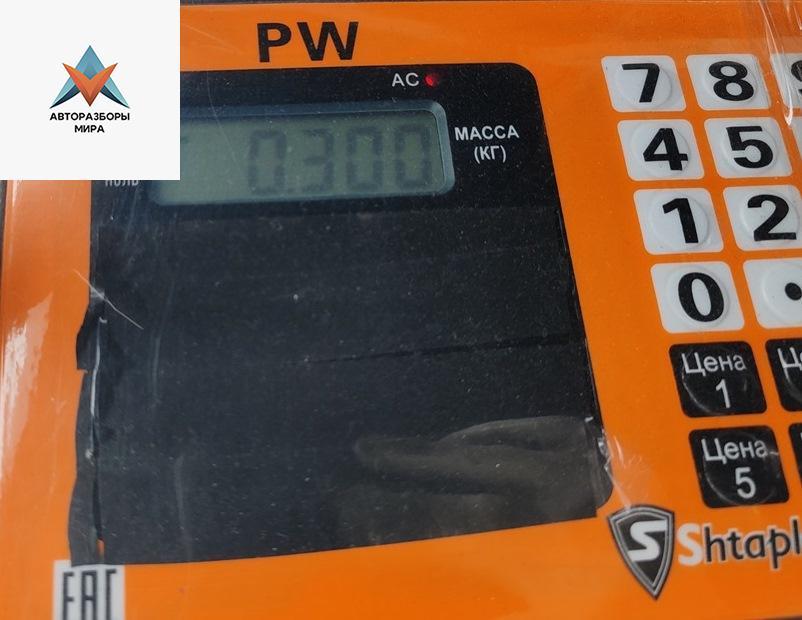 АВТОРАЗБОРЫ
МИРА
PW
AC
0.300
МАССА
(КГ)
НОЛЬ
7 8
4 5
1 2
0 .
Цена
1
Цена
5
Shtapl
EAC